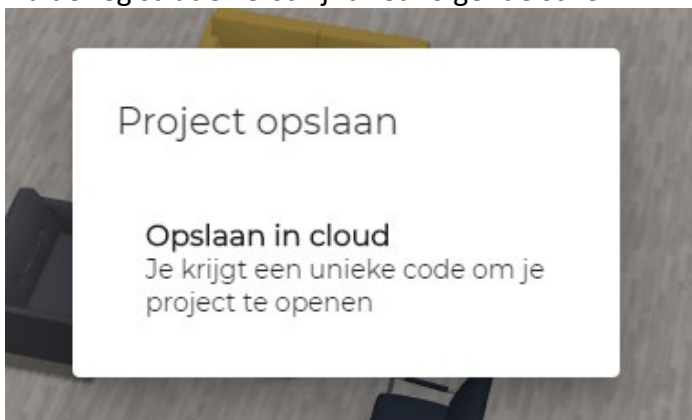 Project opslaan
Opslaan in cloud
Je krijgt een unieke code om je
project te openen